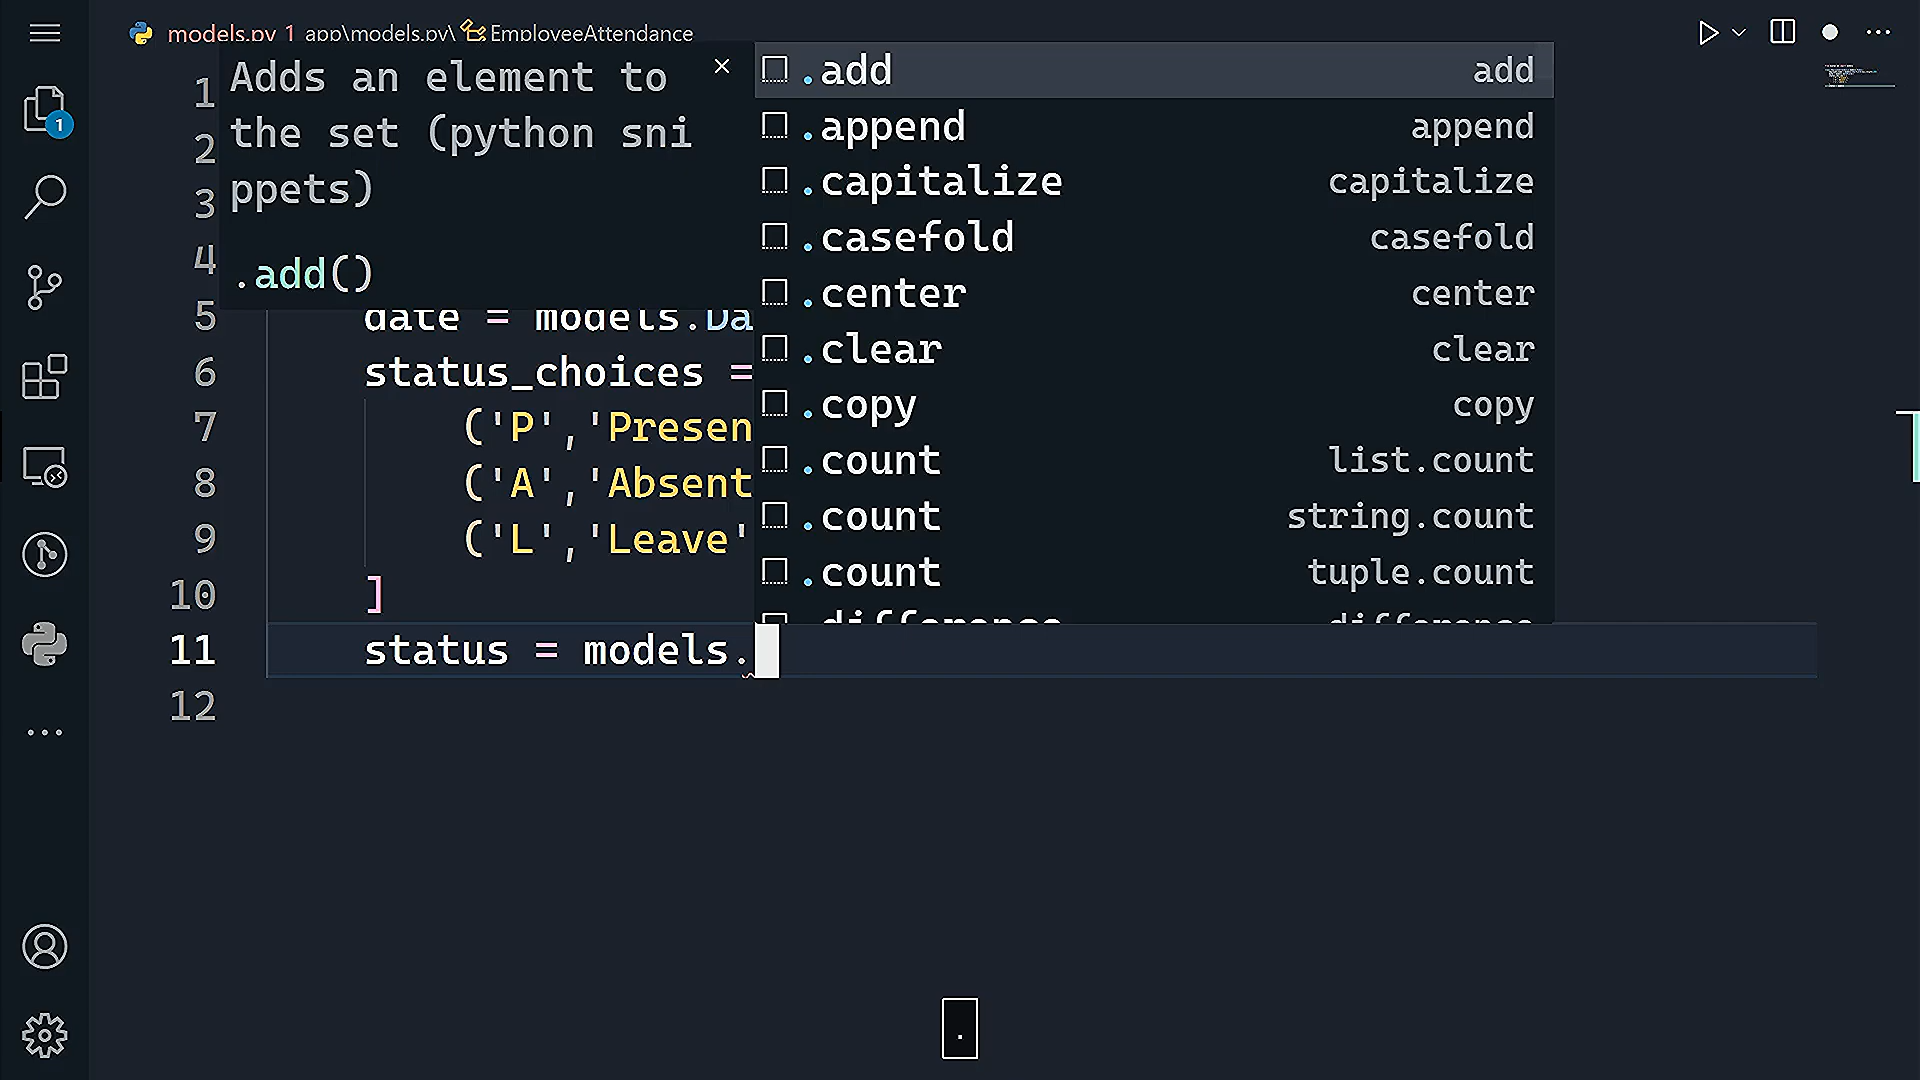 models.py 1 app\models.py\ EmployeeAttendance
1
2
3
4
Adds an element to
the set (python sni
ppets)
.add()
.add add
.append append
.capitalize capitalize
.casefold casefold
.center center
.clear clear
.copy copy
.count list.count
.count string.count
.count tuple.count
difference difference
5 date = models.Da
6 status_choices =
7 ('P','Presen
8 ('A','Absent
9 ('L','Leave'
10 ]
11 status = models.
12
1
.